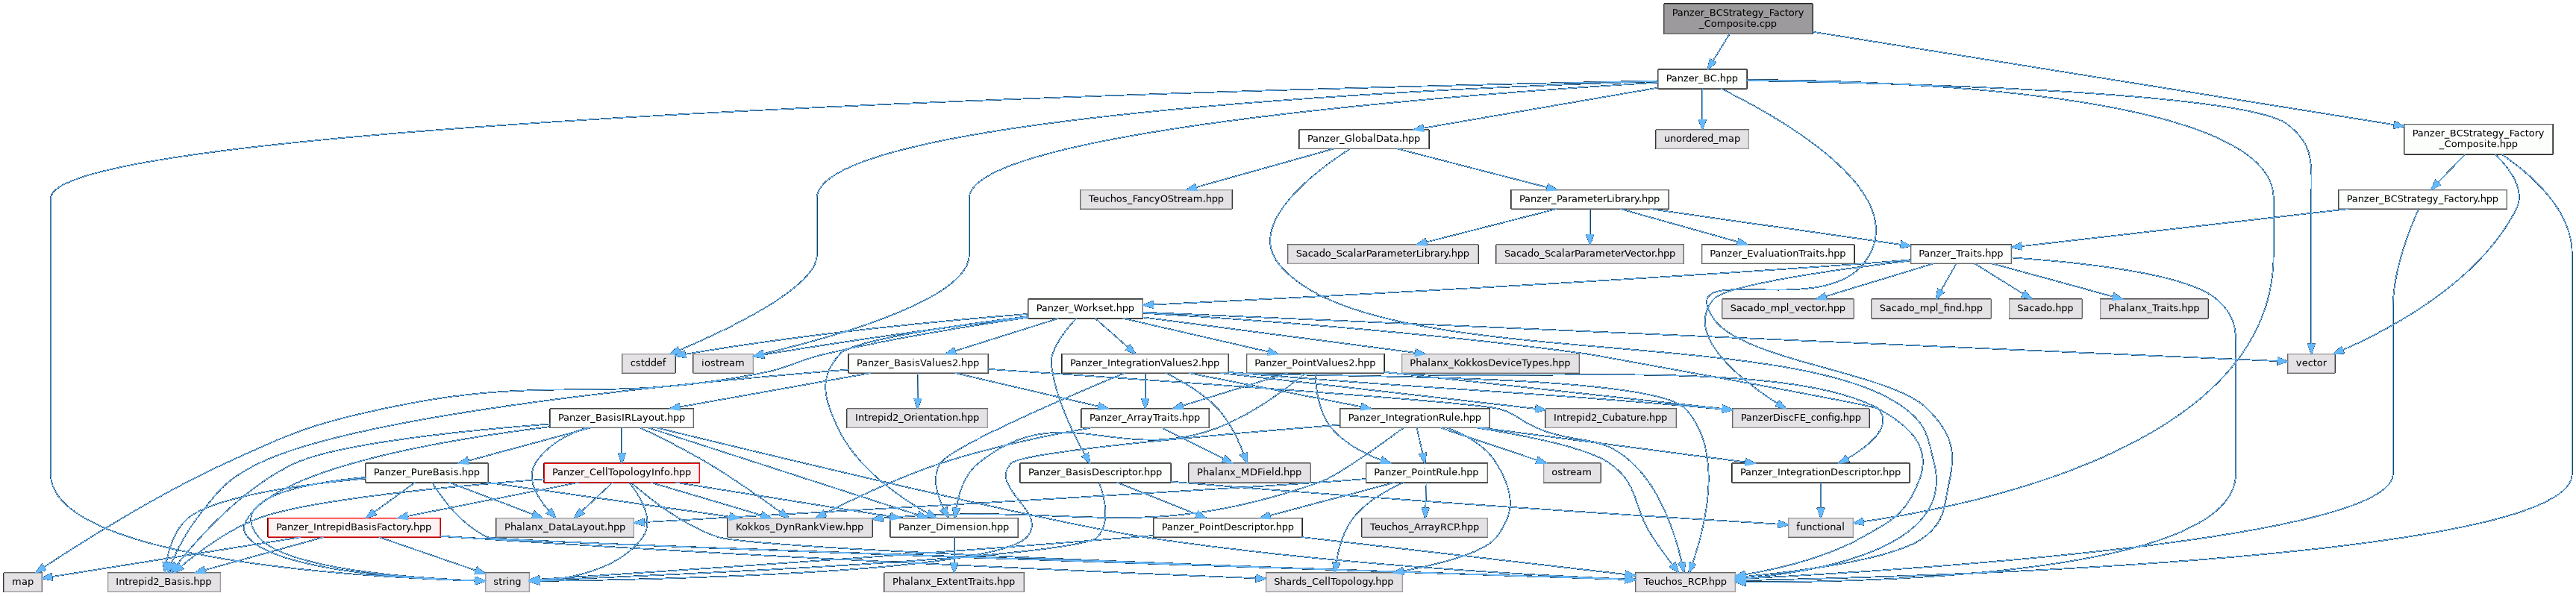 Panzer_BCStrategy_Factory
_Composite.cpp
Panzer_BC.hpp
Panzer_GlobalData.hpp
unordered_map
Panzer_BCStrategy_Factory
_Composite.hpp
Teuchos_FancyOStream.hpp
Panzer_ParameterLibrary.hpp
Panzer_BCStrategy_Factory.hpp
Sacado_ScalarParameterLibrary.hpp
Sacado_ScalarParameterVector.hpp
Panzer_EvaluationTraits.hpp
Panzer_Traits.hpp
Panzer_Workset.hpp
Sacado_mpl_vector.hpp
Sacado_mpl_find.hpp
Sacado.hpp
Phalanx_Traits.hpp
cstddef
iostream
Panzer_BasisValues2.hpp
Panzer_IntegrationValues2.hpp
Panzer_PointValues2.hpp
Phalanx_KokkosDeviceTypes.hpp
vector
Panzer_BasisIRLayout.hpp
Intrepid2_Orientation.hpp
Panzer_ArrayTraits.hpp
Panzer_IntegrationRule.hpp
Intrepid2_Cubature.hpp
PanzerDiscFE_config.hpp
Panzer_PureBasis.hpp
Panzer_CellTopologyInfo.hpp
Panzer_BasisDescriptor.hpp
Phalanx_MDField.hpp
Panzer_PointRule.hpp
ostream
Panzer_IntegrationDescriptor.hpp
Panzer_IntrepidBasisFactory.hpp
Phalanx_DataLayout.hpp
Kokkos_DynRankView.hpp
Panzer_Dimension.hpp
Panzer_PointDescriptor.hpp
Teuchos_ArrayRCP.hpp
functional
map
Intrepid2_Basis.hpp
string
Phalanx_ExtentTraits.hpp
Shards_CellTopology.hpp
Teuchos_RCP.hpp